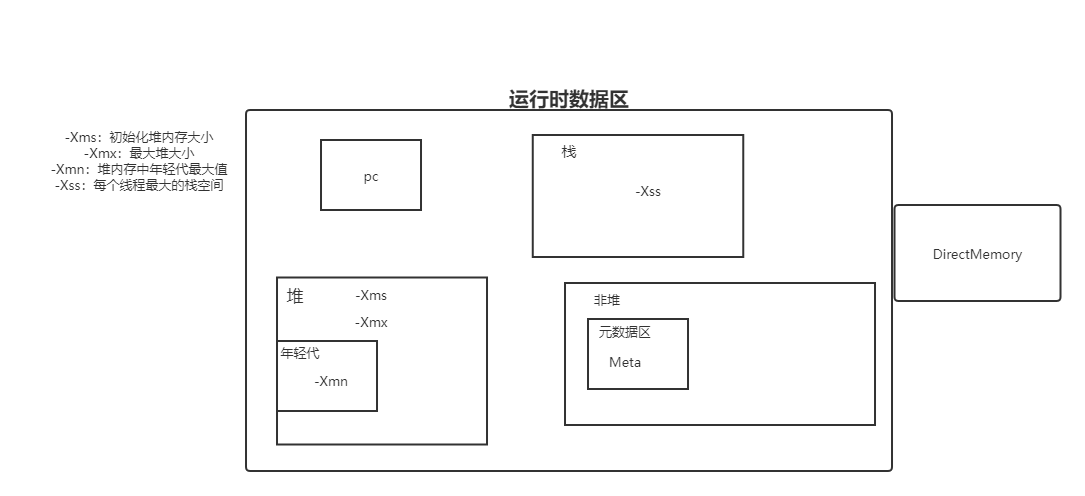 运行时数据区
-Xms：初始化堆内存大小
-Xmx：最大堆大小
-Xmn：堆内存中年轻代最大值
-Xss：每个线程最大的栈空间
pc
栈
-Xss
DirectMemory
堆
-Xms
-Xmx
年轻代
-Xmn
非堆
元数据区
Meta